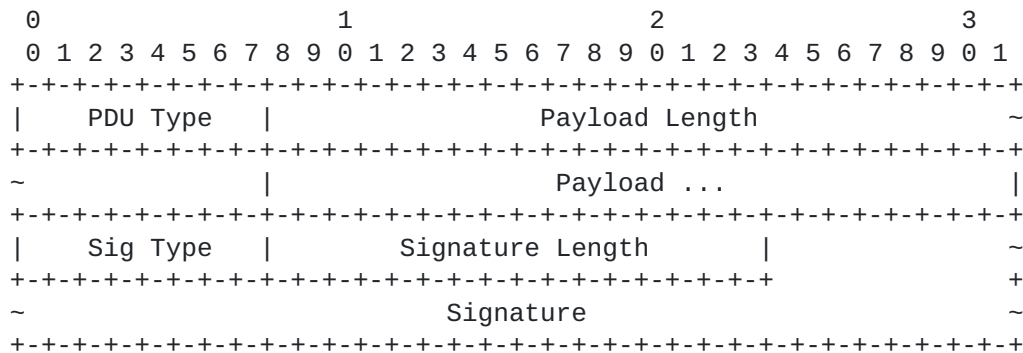 0                   1                   2                   3
 0 1 2 3 4 5 6 7 8 9 0 1 2 3 4 5 6 7 8 9 0 1 2 3 4 5 6 7 8 9 0 1
+-+-+-+-+-+-+-+-+-+-+-+-+-+-+-+-+-+-+-+-+-+-+-+-+-+-+-+-+-+-+-+-+
|    PDU Type   |                 Payload Length                ~
+-+-+-+-+-+-+-+-+-+-+-+-+-+-+-+-+-+-+-+-+-+-+-+-+-+-+-+-+-+-+-+-+
~               |                  Payload ...                  |
+-+-+-+-+-+-+-+-+-+-+-+-+-+-+-+-+-+-+-+-+-+-+-+-+-+-+-+-+-+-+-+-+
|    Sig Type   |        Signature Length       |               ~
+-+-+-+-+-+-+-+-+-+-+-+-+-+-+-+-+-+-+-+-+-+-+-+-+               +
~                           Signature                           ~
+-+-+-+-+-+-+-+-+-+-+-+-+-+-+-+-+-+-+-+-+-+-+-+-+-+-+-+-+-+-+-+-+